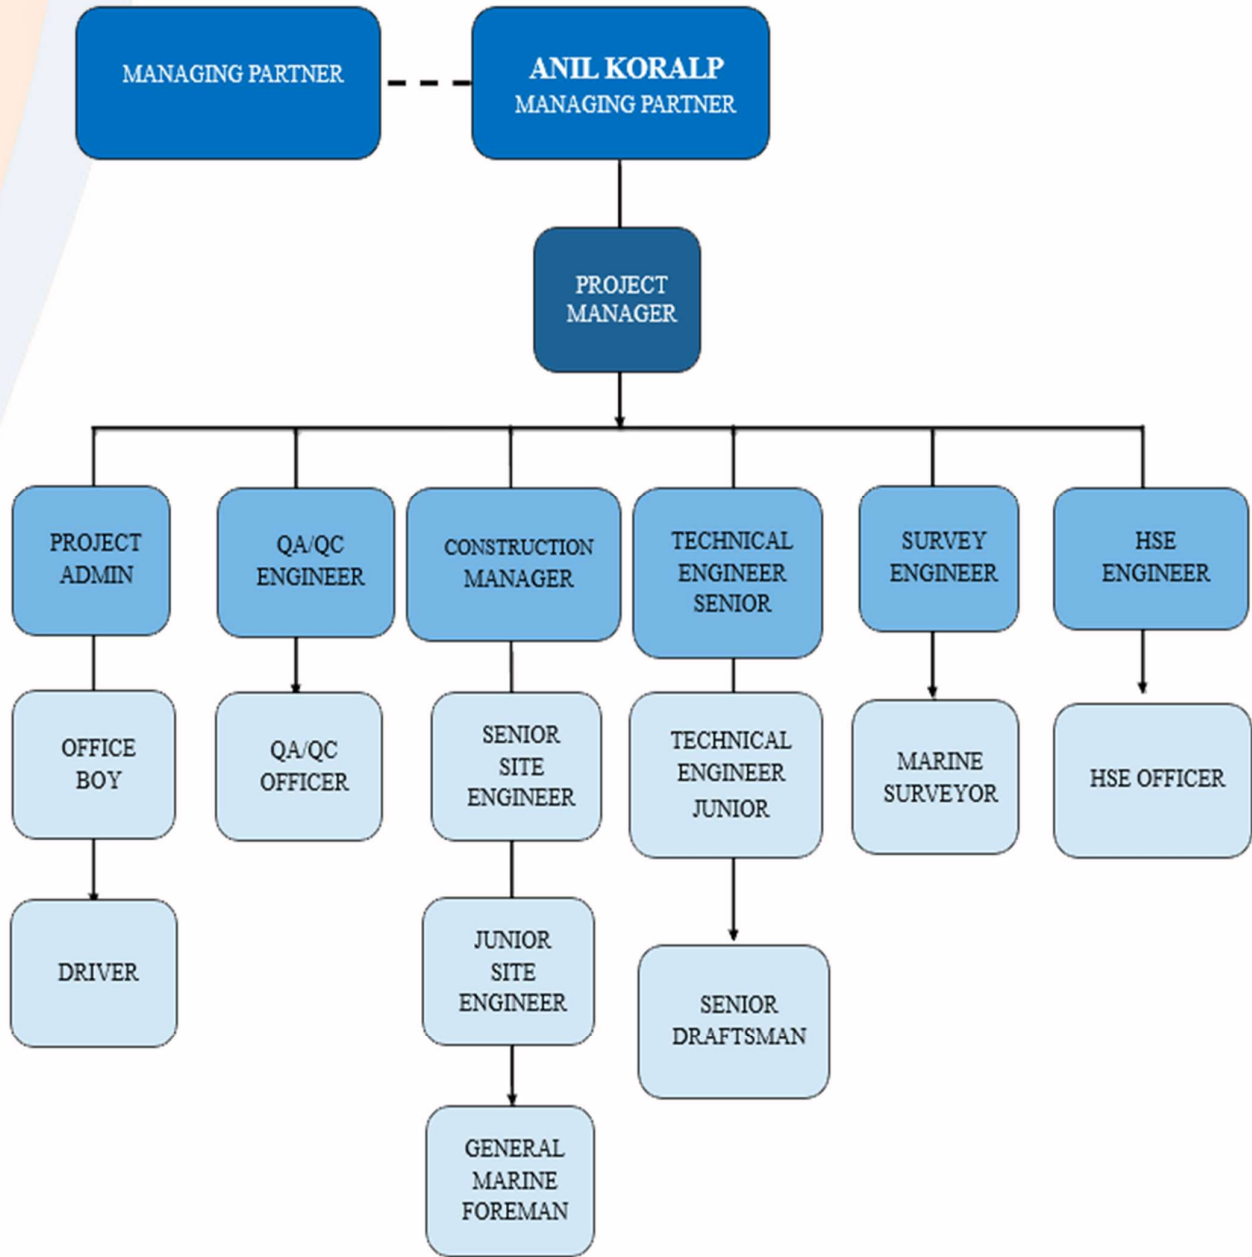 MANAGING PARTNER
ANIL KORALP
MANAGING PARTNER
PROJECT
MANAGER
PROJECT
ADMIN
QA/QC
ENGINEER
CONSTRUCTION
MANAGER
TECHNICAL
ENGINEER
SENIOR
SURVEY
ENGINEER
HSE
ENGINEER
OFFICE
BOY
QA/QC
OFFICER
SENIOR
SITE
ENGINEER
TECHNICAL
ENGINEER
JUNIOR
MARINE
SURVEYOR
HSE OFFICER
DRIVER
JUNIOR
SITE
ENGINEER
SENIOR
DRAFTSMAN
GENERAL
MARINE
FOREMAN